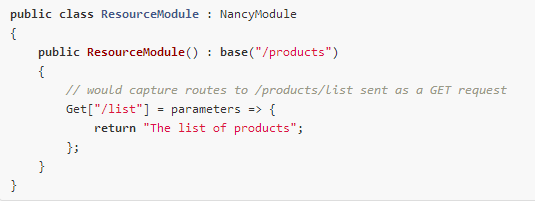 public class ResourceModule : NancyModule
{
    public ResourceModule() : base("/products")
    {
        // would capture routes to /products/list sent as a GET request
        Get["/list"] = parameters => {
            return "The list of products";
        };
    }
}